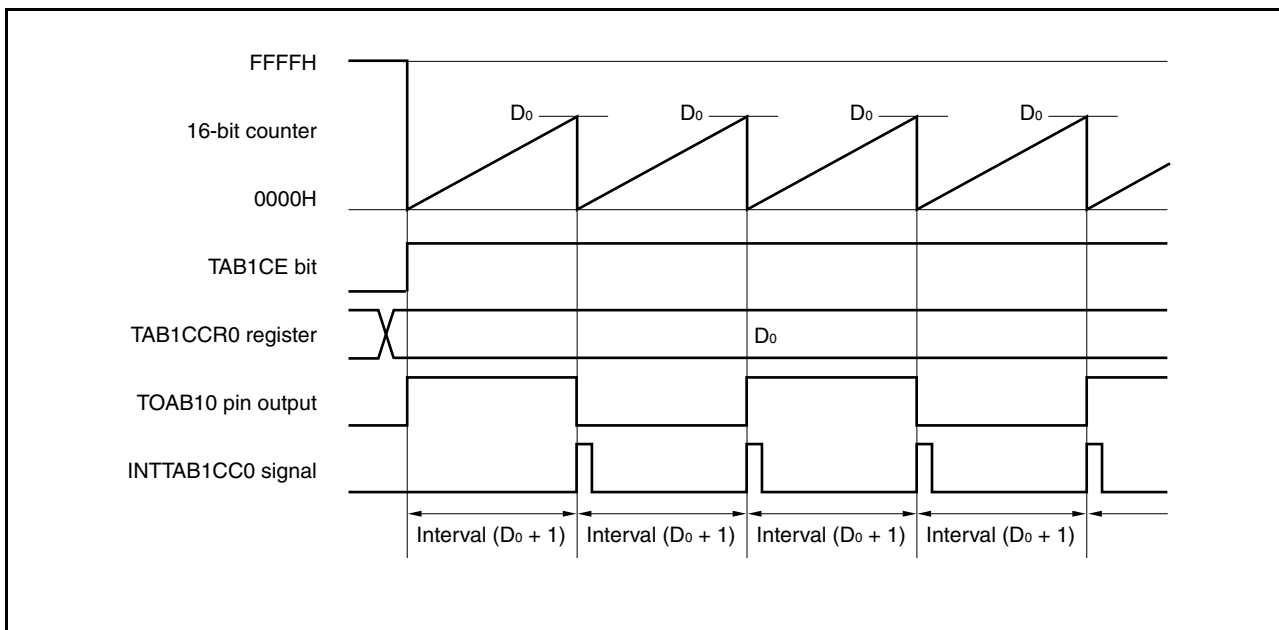 FFFFH
D0 D0 D0 D0
16-bit counter
0000H
TAB1CE bit
TAB1CCR0 register
D0
TOAB10 pin output
INTTAB1CC0 signal
Interval (D0 + 1) Interval (D0 + 1) Interval (D0 + 1) Interval (D0 + 1)